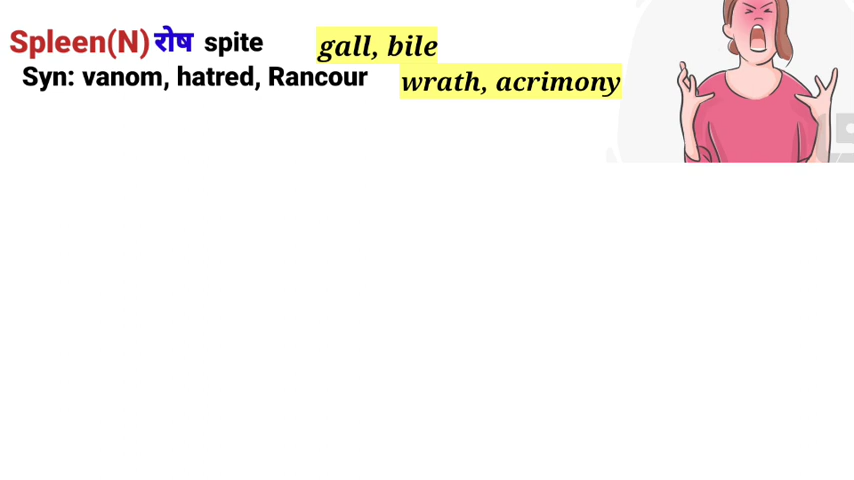 Spleen(N) रोष spite gall, bile
Syn: vanom, hatred, Rancour wrath, acrimony